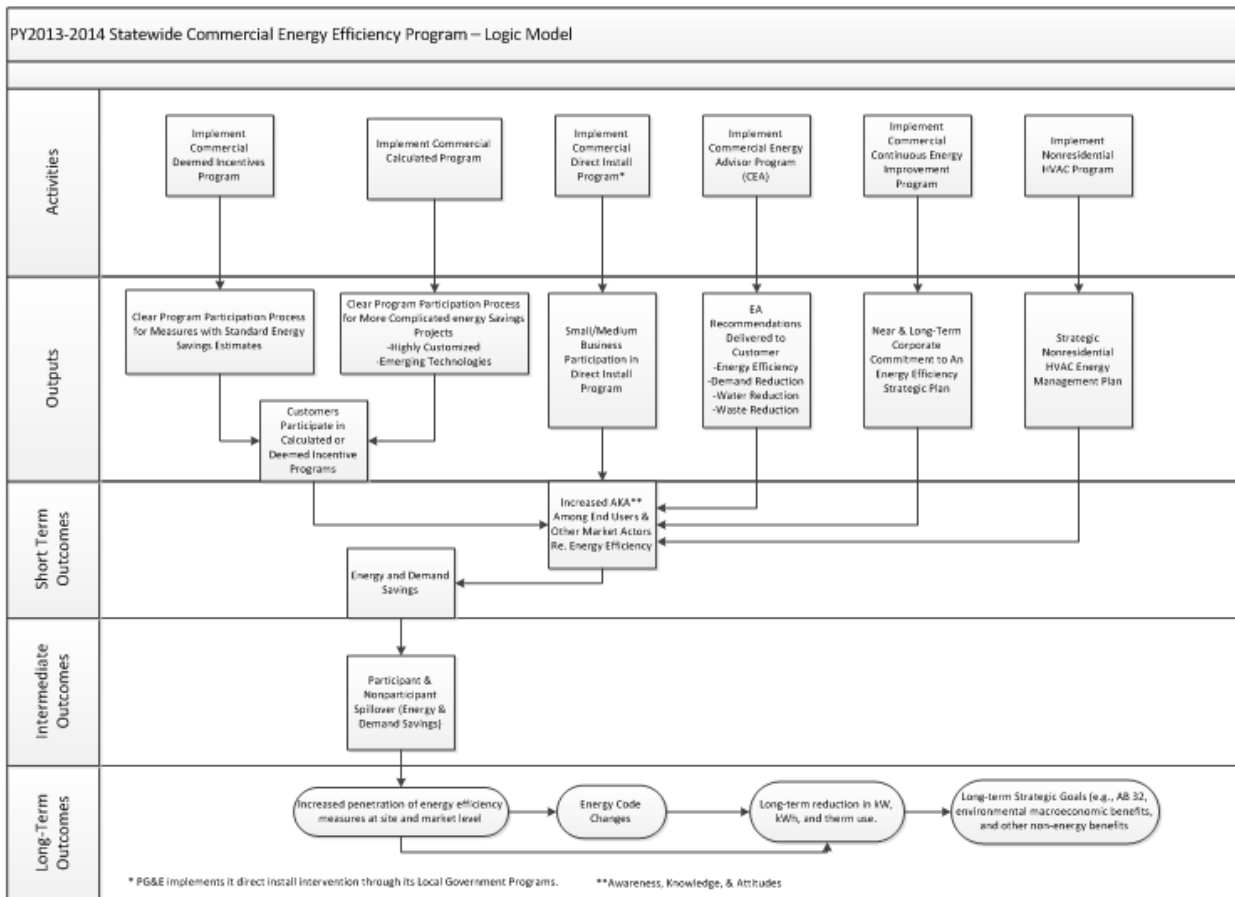 PY2013-2014 Statewide Commercial Energy Efficiency Program – Logic Model
Activities
Implement
Commercial
Deemed Incentives
Program
Implement Commercial
Calculated Program
Implement
Commercial
Direct Install
Program*
Implement
Commercial Energy
Advisor Program
(CEA)
Implement
Commercial
Continuous Energy
Improvement
Program
Implement
Nonresidential
HVAC Program
Outputs
Clear Program Participation Process
for Measures with Standard Energy
Savings Estimates
Clear Program Participation Process
for More Complicated energy Savings
Projects
-Highly Customized
-Emerging Technologies
Small/Medium
Business
Participation in
Direct Install
Program
EA
Recommendations
Delivered to
Customer
-Energy Efficiency
-Demand Reduction
-Water Reduction
-Waste Reduction
Near & Long-Term
Corporate
Commitment to An
Energy Efficiency
Strategic Plan
Strategic
Nonresidential
HVAC Energy
Management Plan
Customers
Participate in
Calculated or
Deemed Incentive
Programs
Short Term
Outcomes
Increased AKA**
Among End Users &
Other Market Actors
Re. Energy Efficiency
Energy and Demand
Savings
Intermediate
Outcomes
Participant &
Nonparticipant
Spillover (Energy &
Demand Savings)
Long-Term
Outcomes
Increased penetration of energy efficiency
measures at site and market level
Energy Code
Changes
Long-term reduction in kW,
kWh, and therm use.
Long-term Strategic Goals (e.g., AB 32,
environmental macroeconomic benefits,
and other non-energy benefits
* PG&E implements it direct install intervention through its Local Government Programs.
**Awareness, Knowledge, & Attitudes